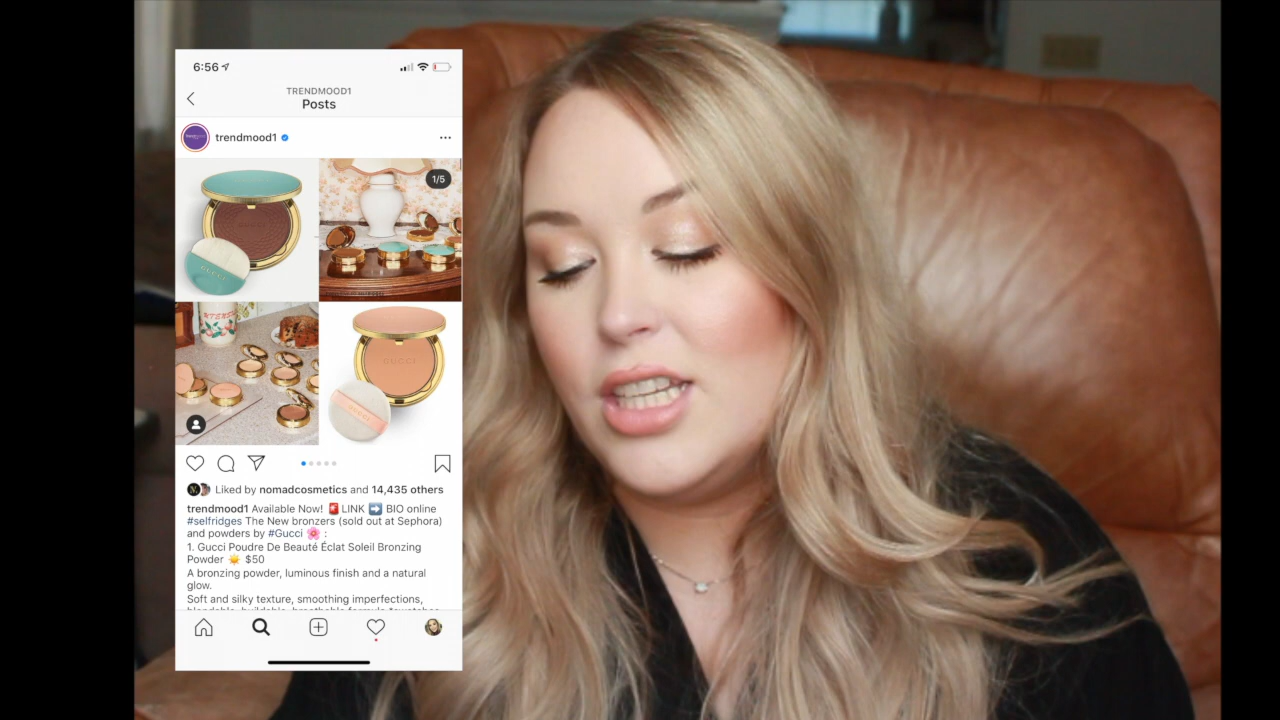 6:56
TRENDMOOD1
Posts
trendmood1
1/5
GUCCI
GUCCI
Liked by nomadcosmetics and 14,435 others
trendmood1 Available Now! 🚨LINK ➡️ BIO online
#selfridges The New bronzers (sold out at Sephora)
and powders by #Gucci 🌸 :
1. Gucci Poudre De Beauté Éclat Soleil Bronzing
Powder ☀️ $50
A bronzing powder, luminous finish and a natural
glow.
Soft and silky texture, smoothing imperfections,